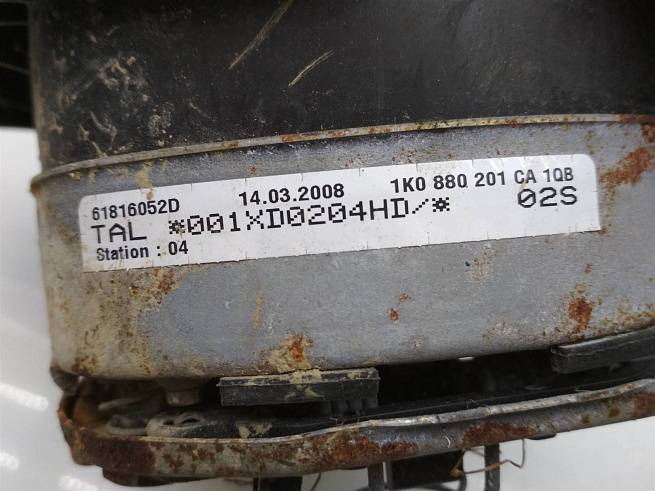 61816052D 14.03.2008 1K0 880 201 CA 1QB
TAL *001XD0204HD/* 02S
Station : 04